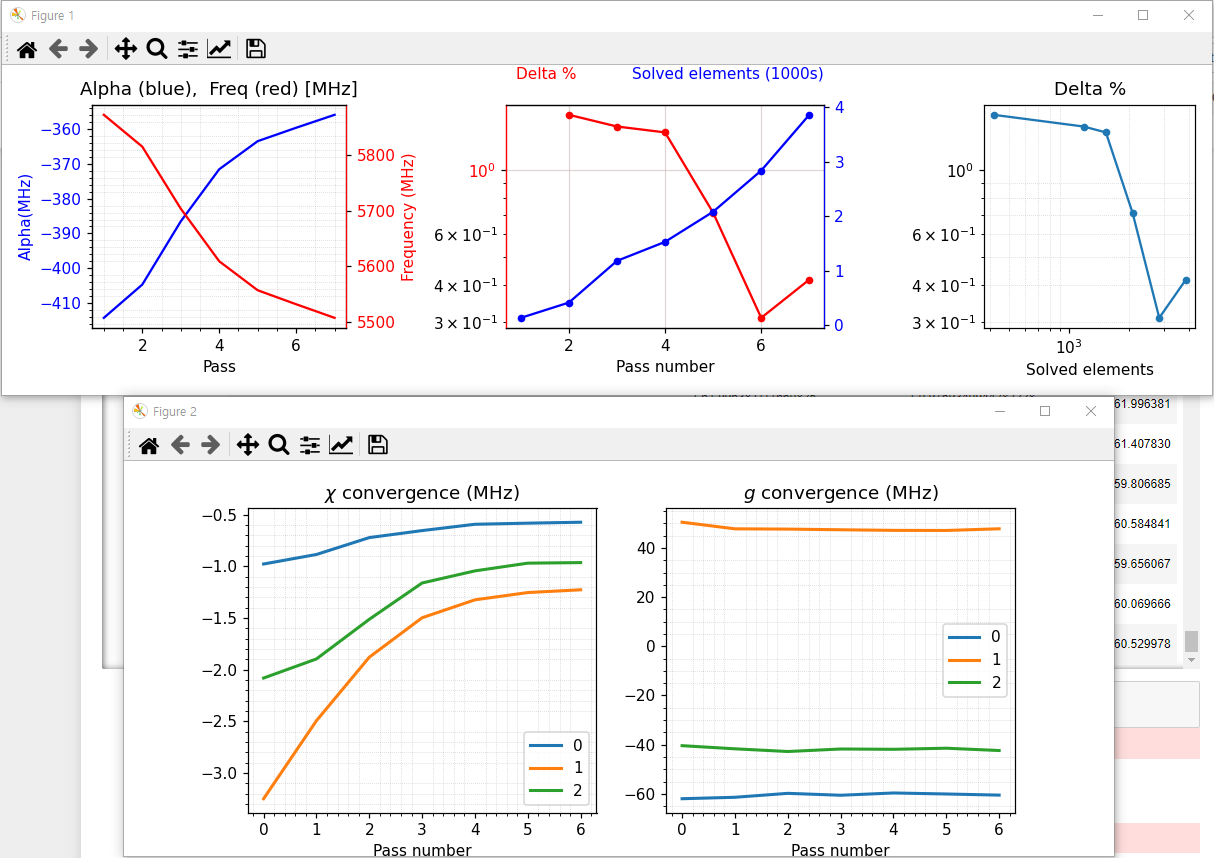 Figure 1
Delta %
Solved elements (1000s)
Alpha (blue),  Freq (red) [MHz]
Delta %
Alpha(MHz)
−360
−370
−380
−390
−400
−410
5800
5700
5600
5500
Frequency (MHz)
2 4 6
Pass
10⁰
6 × 10⁻¹
4 × 10⁻¹
3 × 10⁻¹
4
3
2
1
0
2 4 6
Pass number
10⁰
6 × 10⁻¹
4 × 10⁻¹
3 × 10⁻¹
10³
Solved elements
Figure 2
χ convergence (MHz)
−0.5
−1.0
−1.5
−2.0
−2.5
−3.0
0
1
2
0 1 2 3 4 5 6
Pass number
g convergence (MHz)
40
20
0
−20
−40
−60
0
1
2
0 1 2 3 4 5 6
Pass number
61.996381
61.407830
59.806685
60.584841
59.656067
60.069666
60.529978